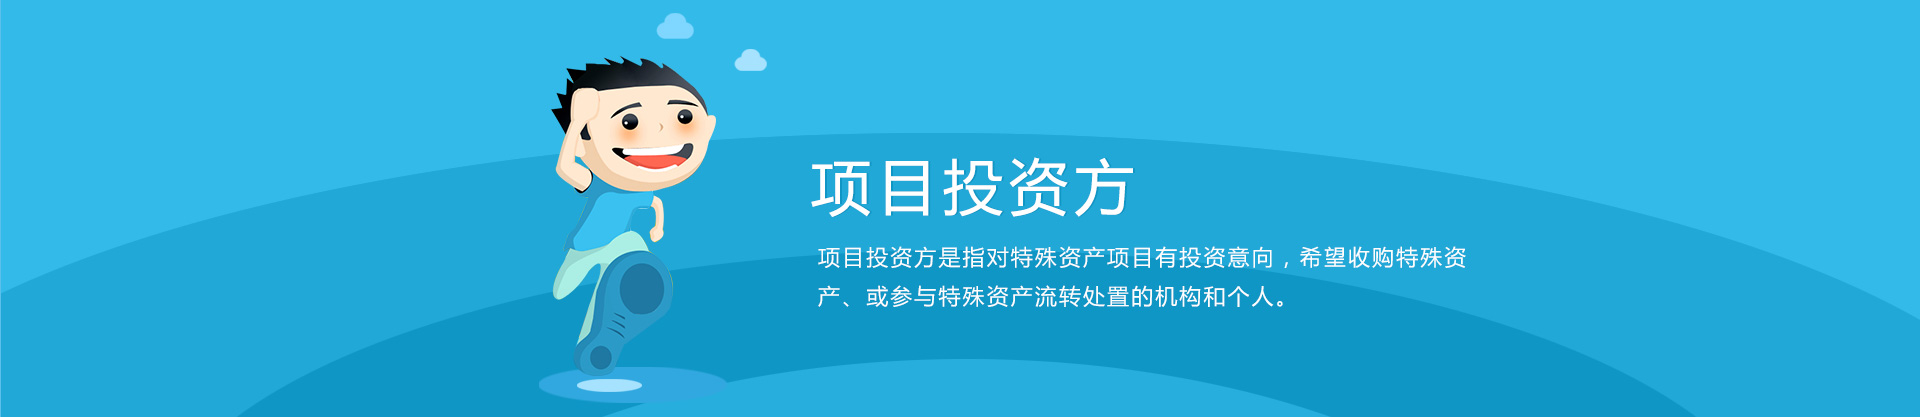 项目投资方
项目投资方是指对特殊资产项目有投资意向，希望收购特殊资
产、或参与特殊资产流转处置的机构和个人。